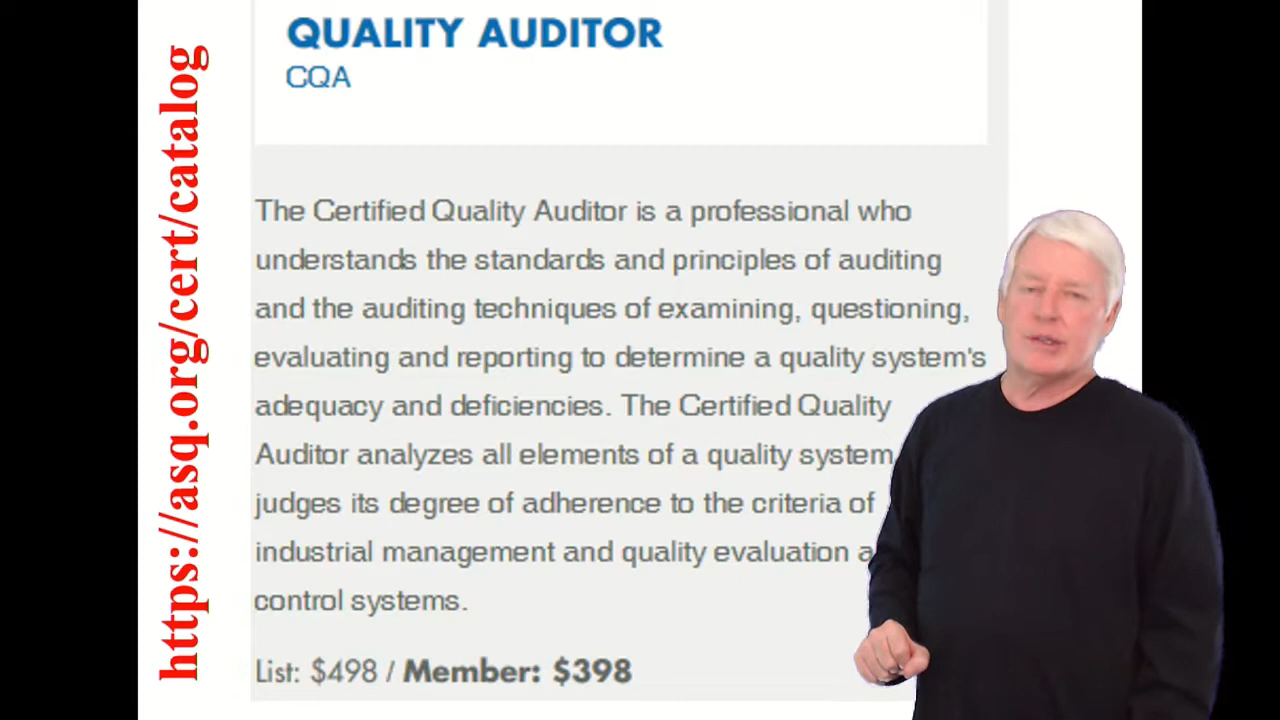 QUALITY AUDITOR
CQA
https://asq.org/cert/catalog
The Certified Quality Auditor is a professional who
understands the standards and principles of auditing
and the auditing techniques of examining, questioning,
evaluating and reporting to determine a quality system's
adequacy and deficiencies. The Certified Quality
Auditor analyzes all elements of a quality system
judges its degree of adherence to the criteria of
industrial management and quality evaluation
control systems.
List: $498 / Member: $398